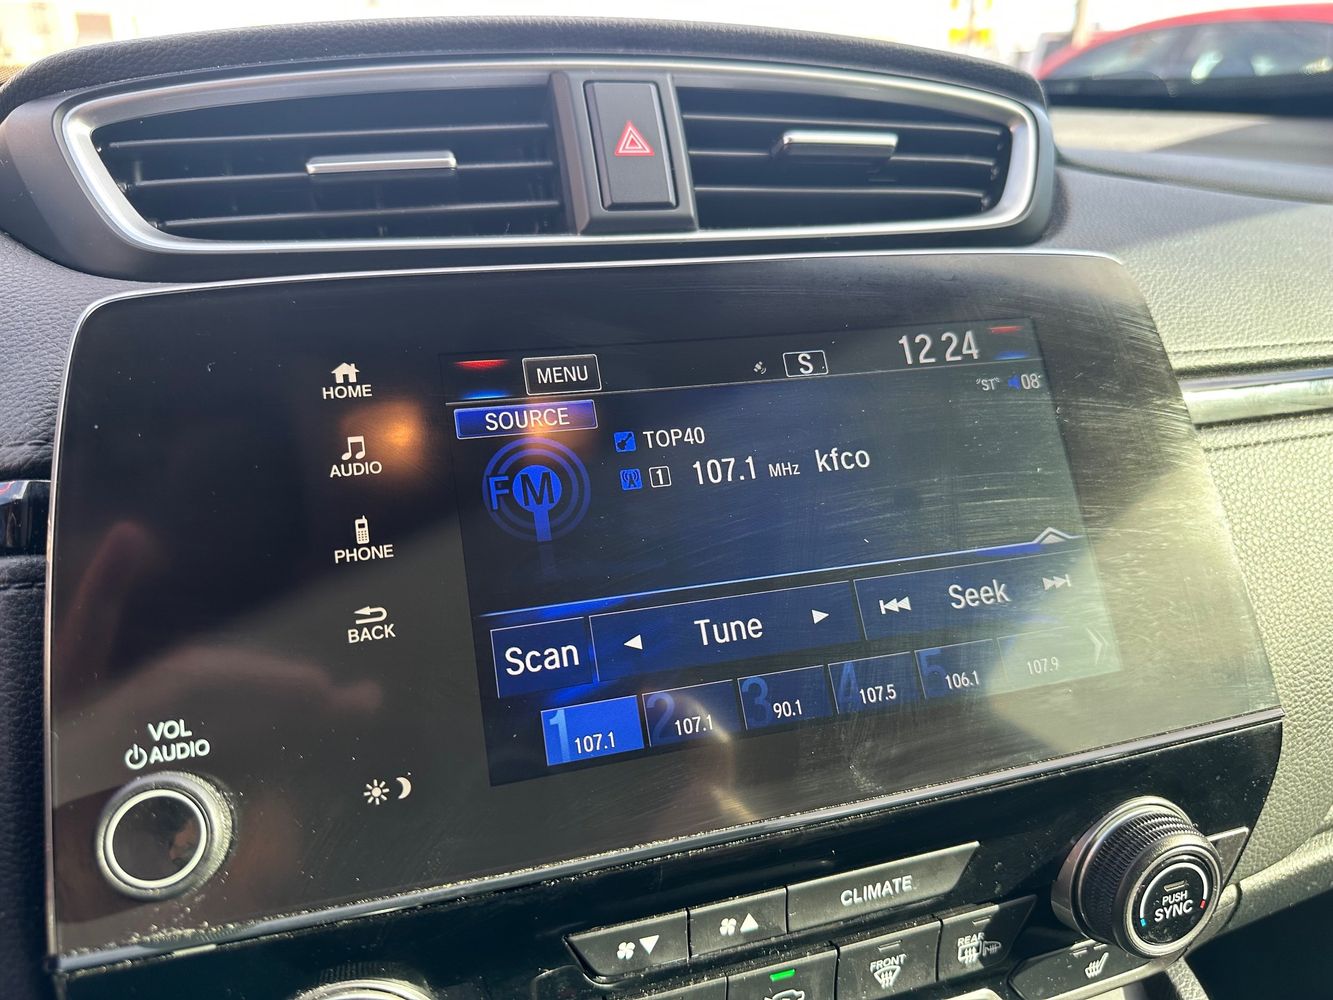 HOME
AUDIO
PHONE
BACK
VOL
AUDIO
MENU
S
12 24
SOURCE
"ST" 08
FM
TOP40
1 107.1 MHz kfco
Scan
Tune
Seek
1 107.1
2 107.1
3 90.1
4 107.5
5 106.1
107.9
CLIMATE
PUSH
SYNC
FRONT
REAR